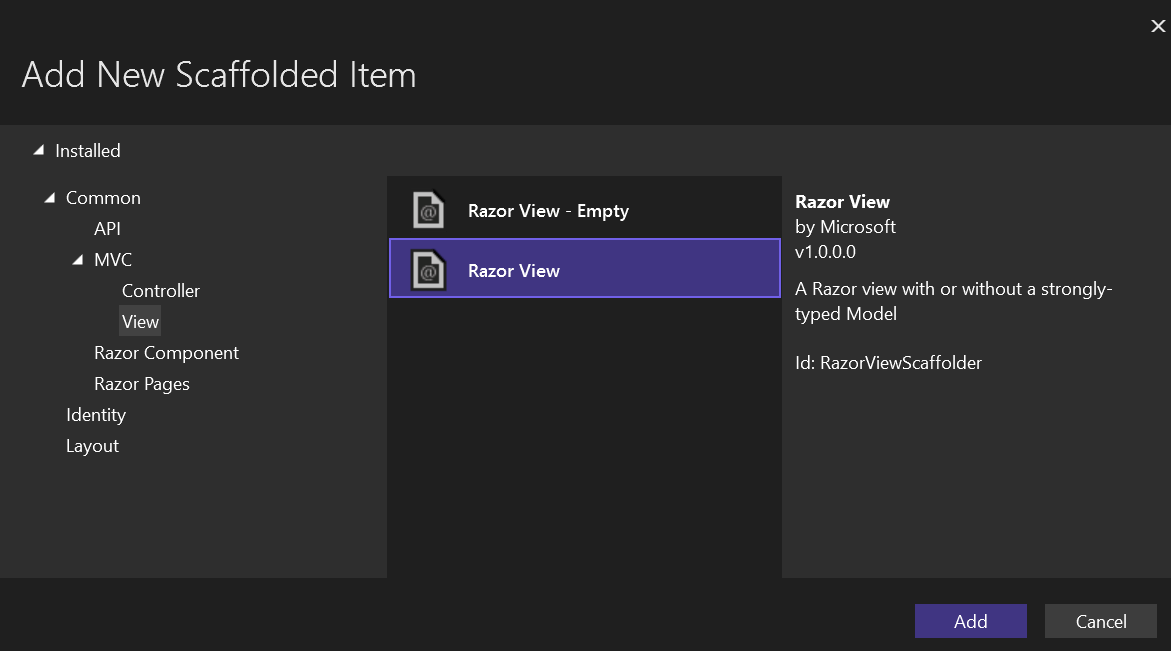 Add New Scaffolded Item
Installed
Common
API
MVC
Controller
View
Razor Component
Razor Pages
Identity
Layout
Razor View - Empty
Razor View
Razor View
by Microsoft
v1.0.0.0
A Razor view with or without a strongly-
typed Model
Id: RazorViewScaffolder
Add
Cancel